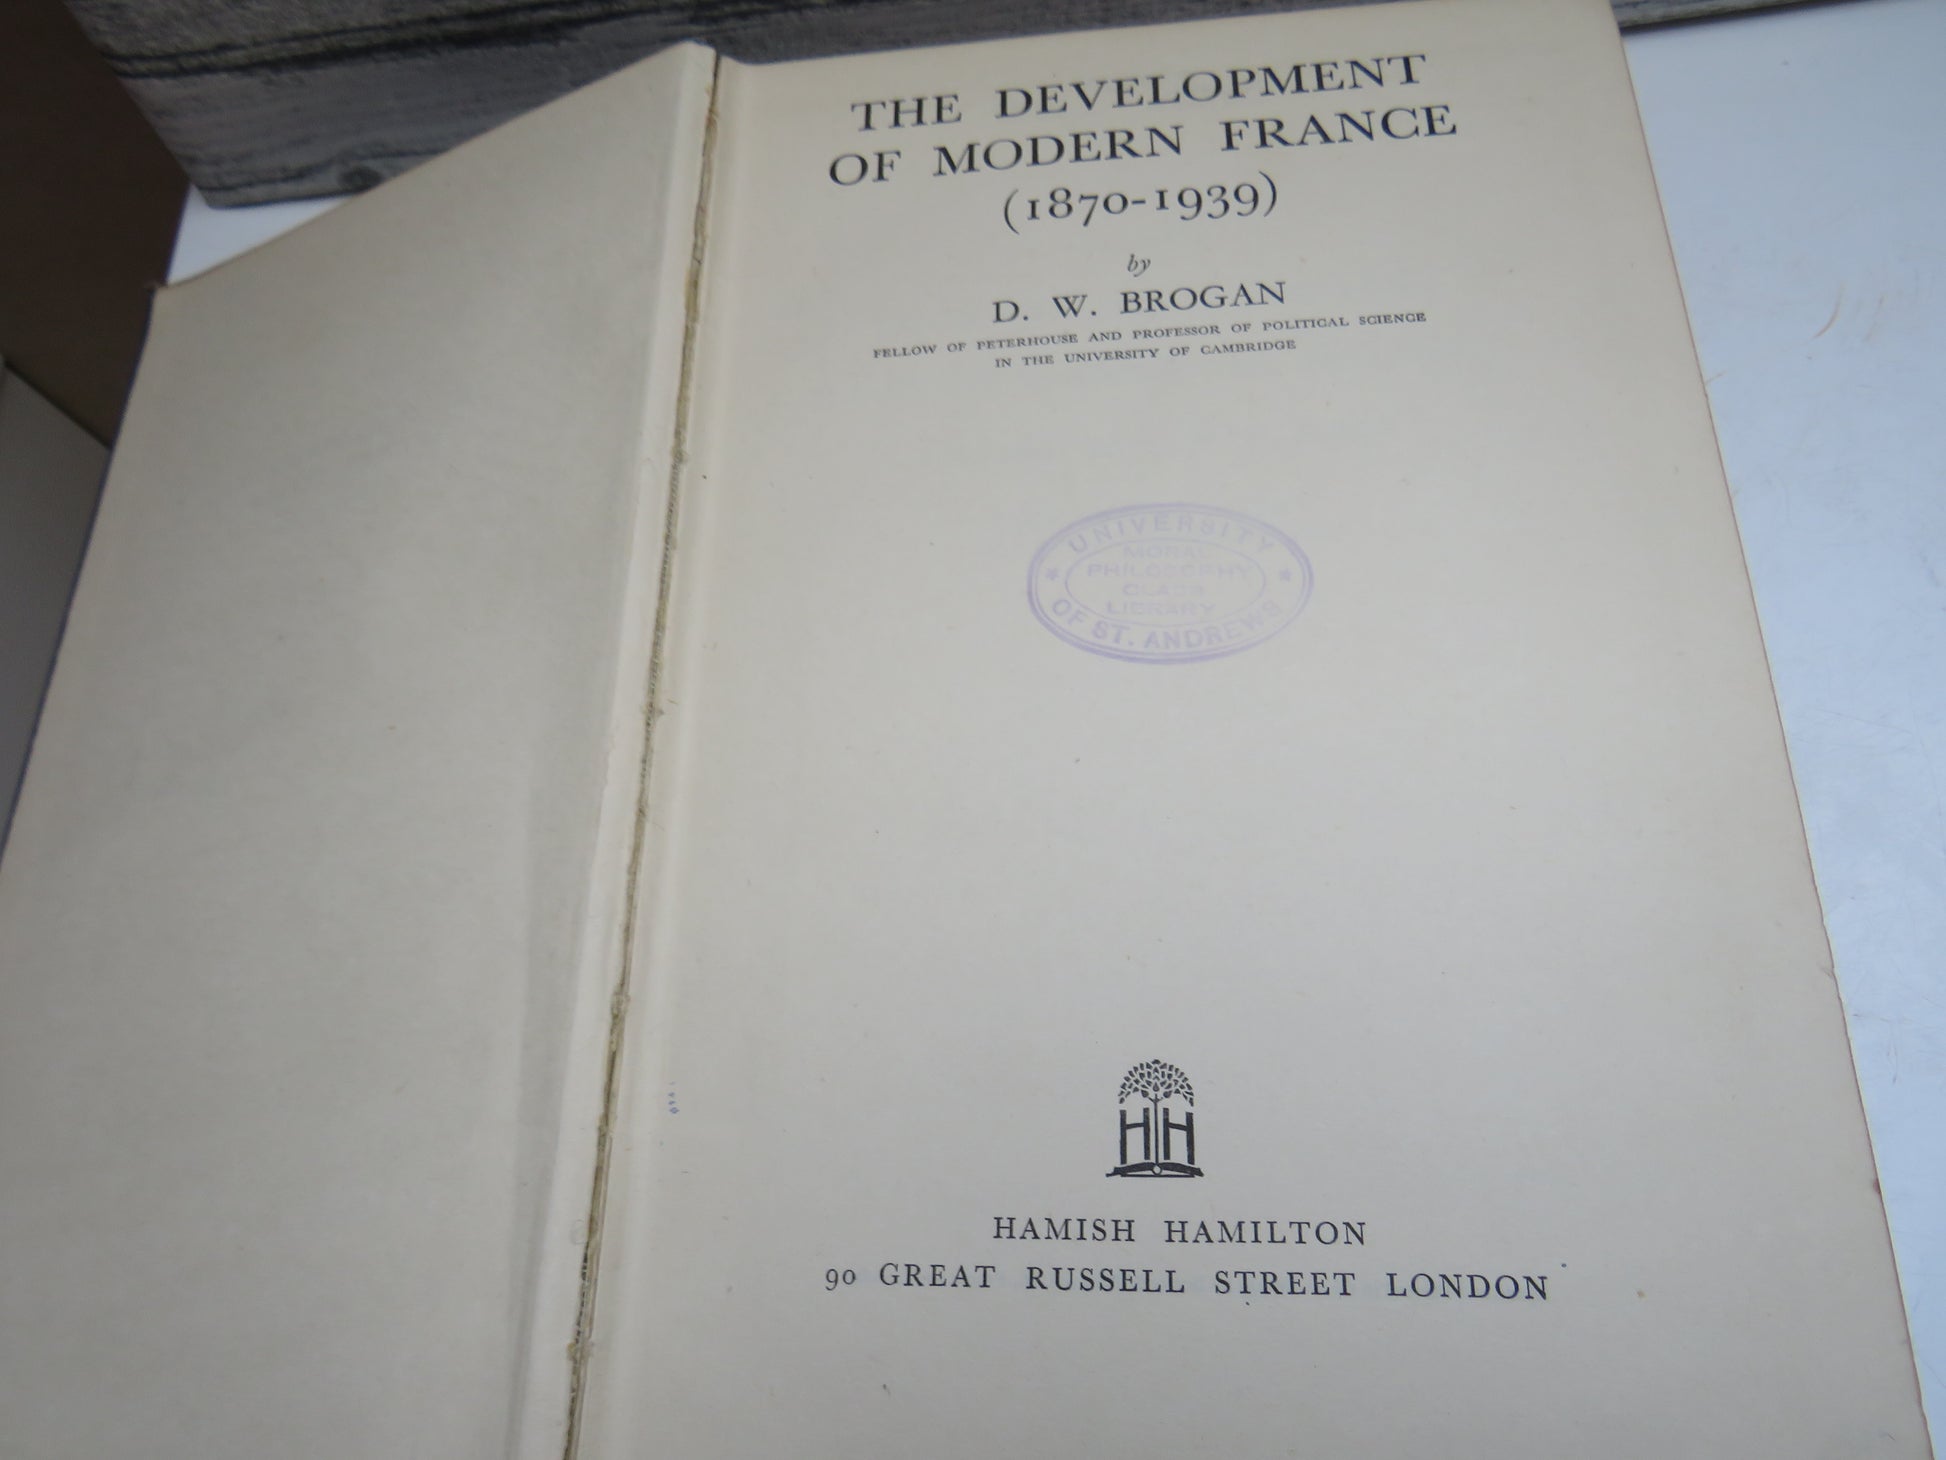 THE DEVELOPMENT
OF MODERN FRANCE
(1870-1939)
by
D. W. BROGAN
FELLOW OF PETERHOUSE AND PROFESSOR OF POLITICAL SCIENCE
IN THE UNIVERSITY OF CAMBRIDGE
UNIVERSITY
MORAL
PHILOSOPHY
CLASS
LIBRARY
OF ST. ANDREWS
HH
HAMISH HAMILTON
90 GREAT RUSSELL STREET LONDON